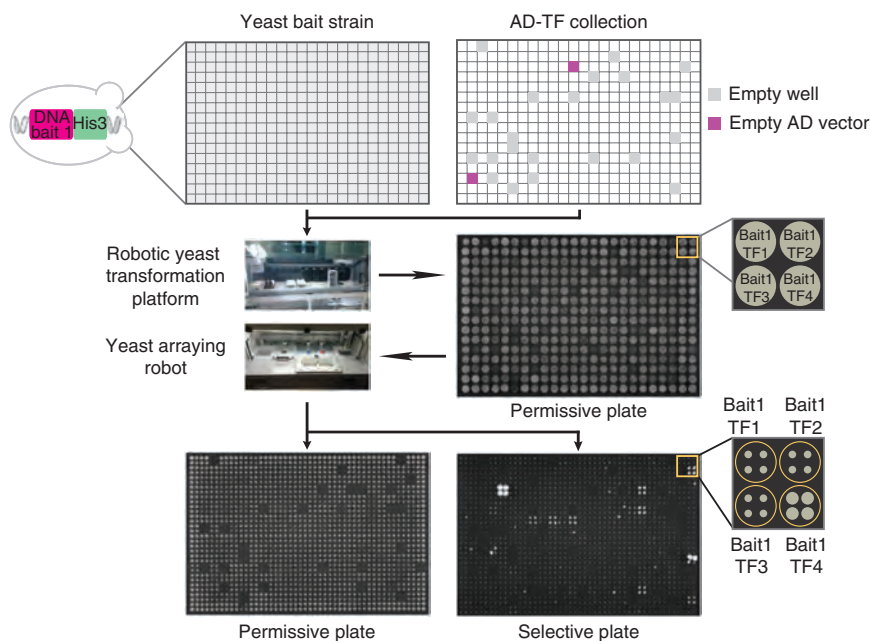 Yeast bait strain
AD-TF collection
DNA
bait 1
His3
Empty well
Empty AD vector
Robotic yeast
transformation
platform
Bait1
TF1
Bait1
TF2
Bait1
TF3
Bait1
TF4
Yeast arraying
robot
Permissive plate
Bait1
TF1
Bait1
TF2
Bait1
TF3
Bait1
TF4
Permissive plate
Selective plate